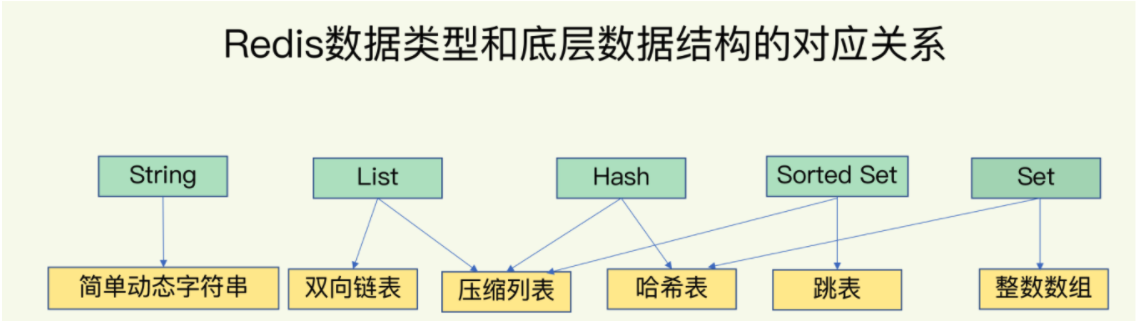 Redis数据类型和底层数据结构的对应关系
String
List
Hash
Sorted Set
Set
简单动态字符串
双向链表
压缩列表
哈希表
跳表
整数数组